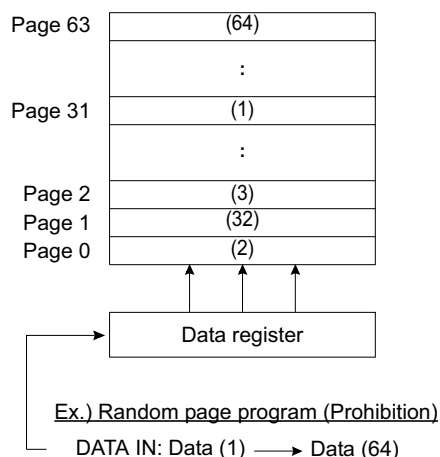 Page 63 (64)
:
Page 31 (1)
:
Page 2 (3)
Page 1 (32)
Page 0 (2)
Data register
Ex.) Random page program (Prohibition)
DATA IN: Data (1) → Data (64)